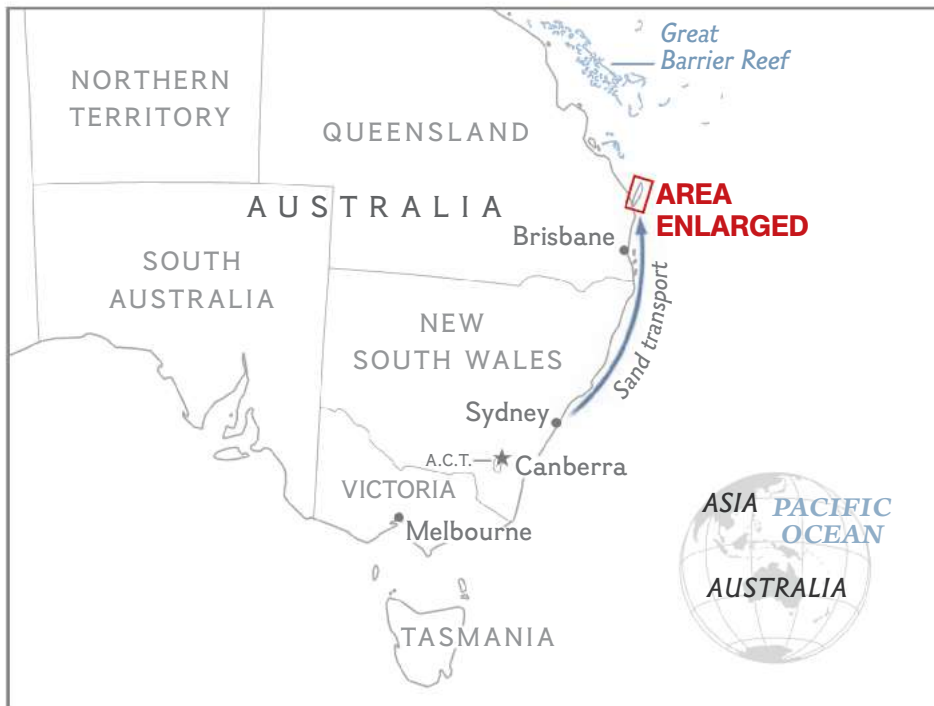 Great
Barrier Reef
NORTHERN
TERRITORY
QUEENSLAND
AREA
ENLARGED
AUSTRALIA
Brisbane
SOUTH
AUSTRALIA
Sand transport
NEW
SOUTH WALES
Sydney
A.C.T.
Canberra
VICTORIA
Melbourne
ASIA
PACIFIC
OCEAN
AUSTRALIA
TASMANIA